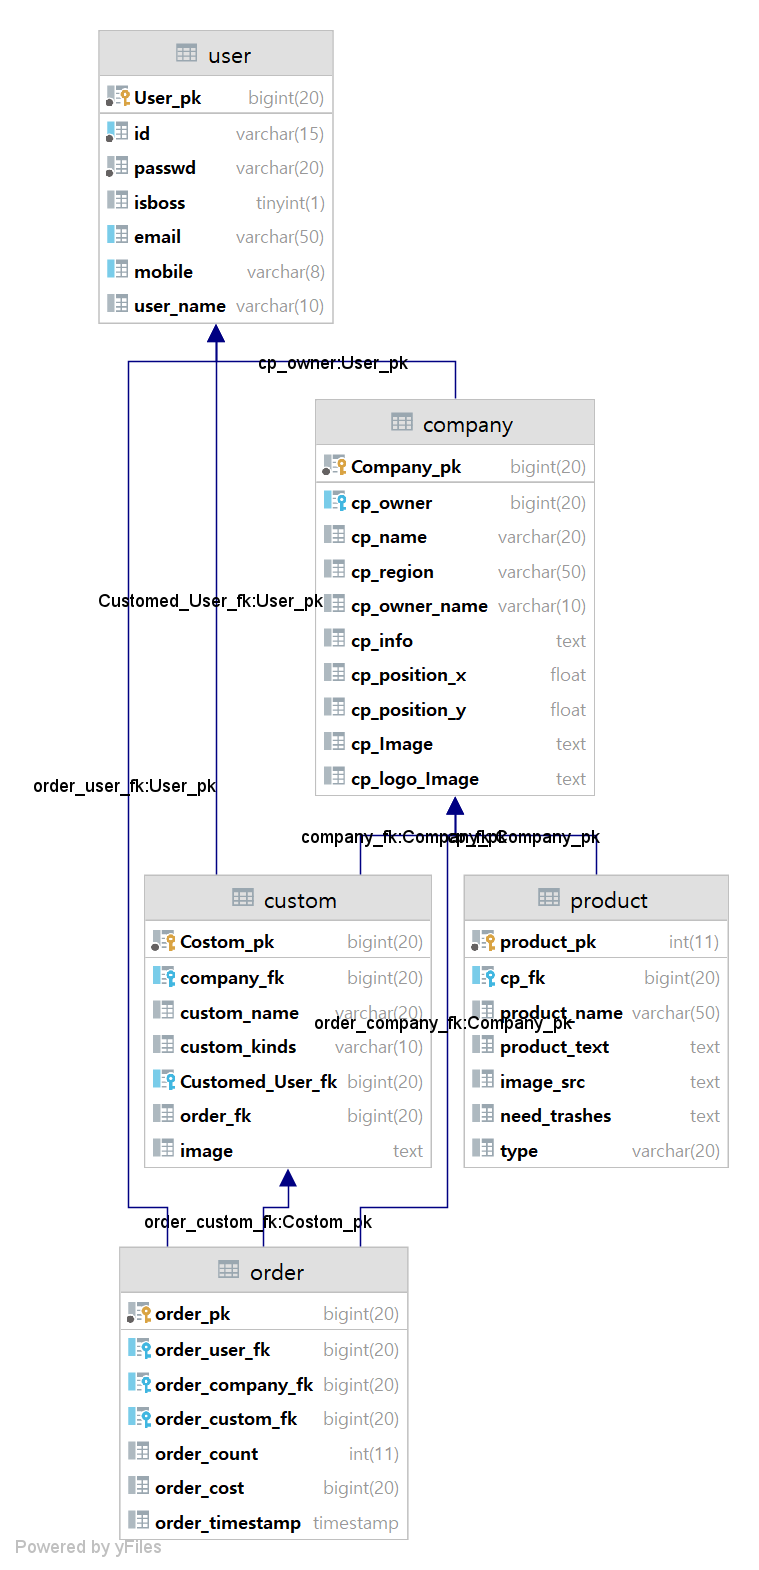 user
User_pk bigint(20)
id varchar(15)
passwd varchar(20)
isboss tinyint(1)
email varchar(50)
mobile varchar(8)
user_name varchar(10)
cp_owner:User_pk
company
Company_pk bigint(20)
cp_owner bigint(20)
cp_name varchar(20)
cp_region varchar(50)
cp_owner_name varchar(10)
cp_info text
cp_position_x float
cp_position_y float
cp_Image text
cp_logo_Image text
Customed_User_fk:User_pk
order_user_fk:User_pk
company_fk:Company_pk
cp_fk:Company_pk
custom
Costom_pk bigint(20)
company_fk bigint(20)
custom_name varchar(20)
custom_kinds varchar(10)
Customed_User_fk bigint(20)
order_fk bigint(20)
image text
product
product_pk int(11)
cp_fk bigint(20)
product_name varchar(50)
product_text text
image_src text
need_trashes text
type varchar(20)
order_company_fk:Company_pk
order_custom_fk:Costom_pk
order
order_pk bigint(20)
order_user_fk bigint(20)
order_company_fk bigint(20)
order_custom_fk bigint(20)
order_count int(11)
order_cost bigint(20)
order_timestamp timestamp
Powered by yFiles